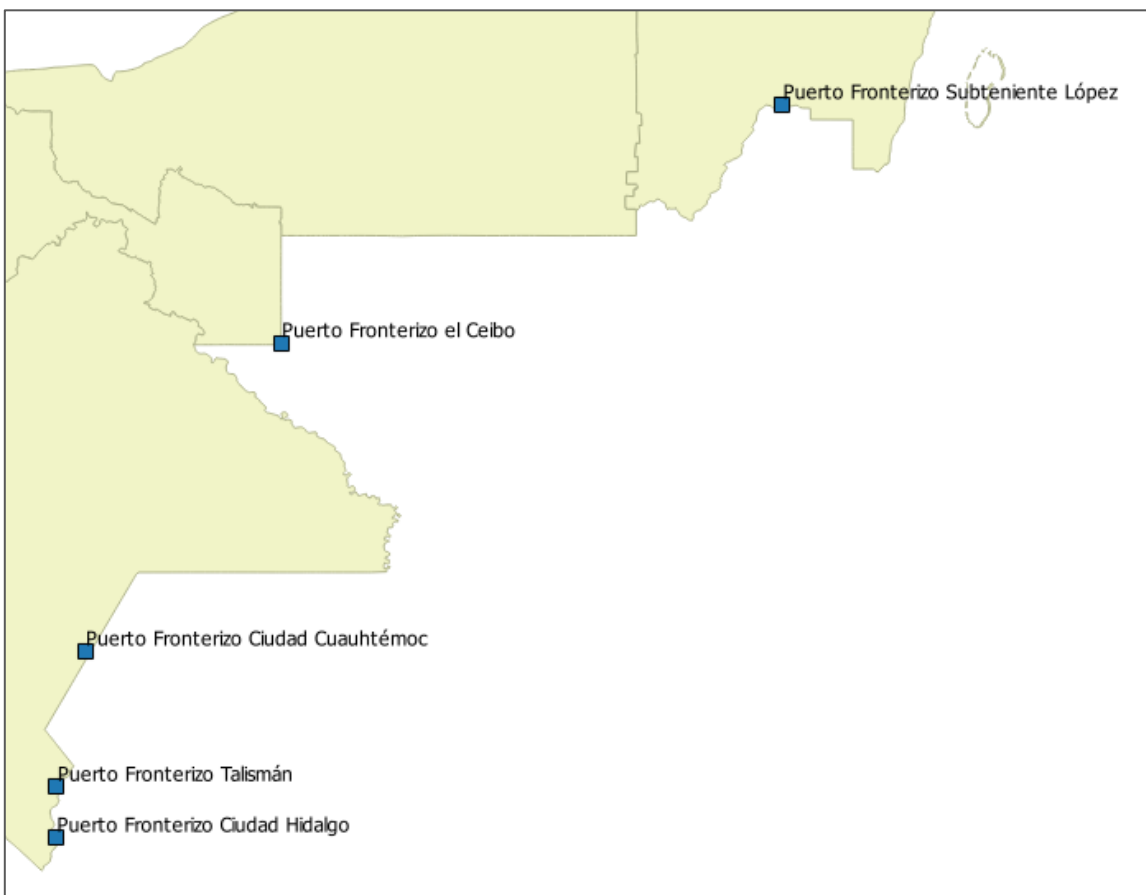 Puerto Fronterizo Subteniente López
Puerto Fronterizo el Ceibo
Puerto Fronterizo Ciudad Cuauhtémoc
Puerto Fronterizo Talismán
Puerto Fronterizo Ciudad Hidalgo